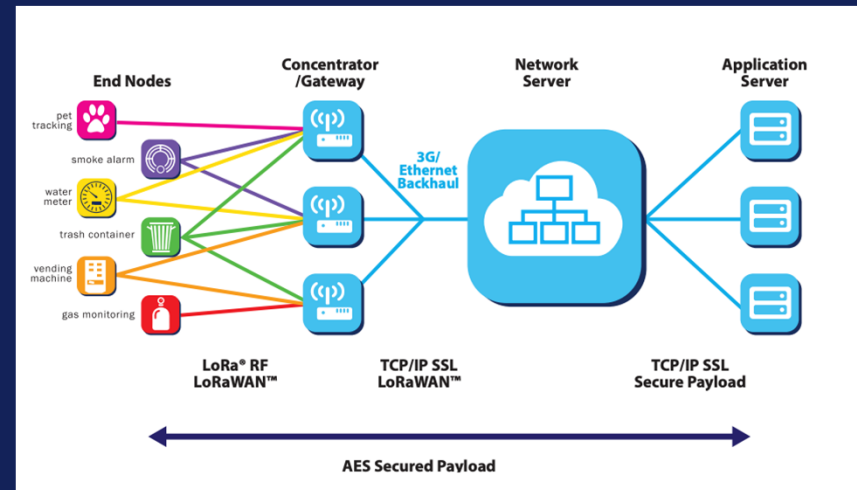 End Nodes
Concentrator
/Gateway
Network
Server
Application
Server
pet
tracking
smoke alarm
water
meter
trash container
vending
machine
gas monitoring
3G/
Ethernet
Backhaul
LoRa® RF
LoRaWAN™
TCP/IP SSL
LoRaWAN™
TCP/IP SSL
Secure Payload
AES Secured Payload